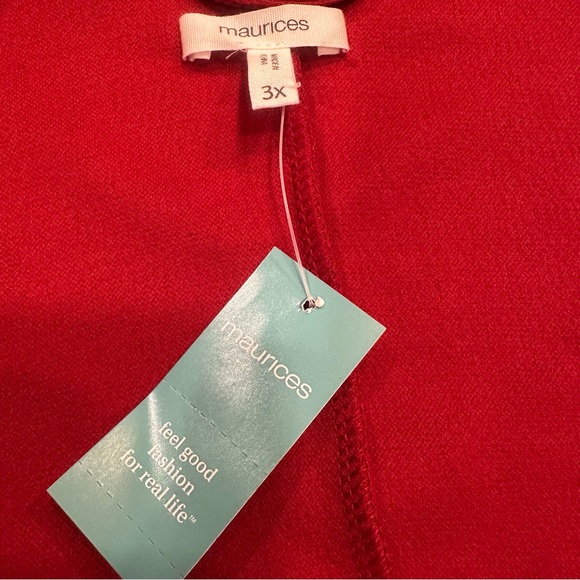 maurices
3X
maurices
feel good
fashion
for real life™